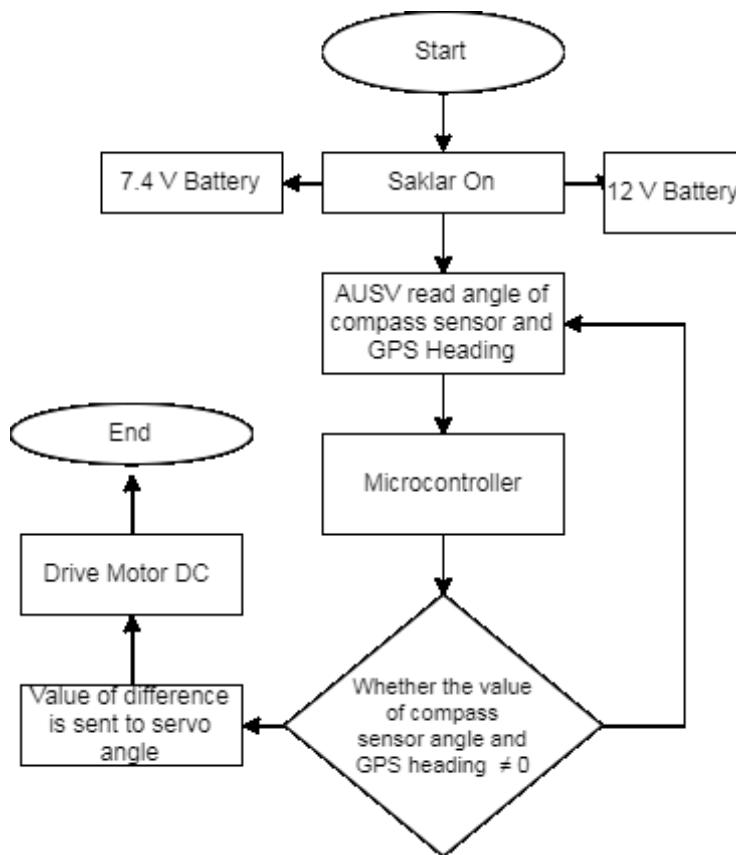 Start
7.4 V Battery
Saklar On
12 V Battery
AUSV read angle of
compass sensor and
GPS Heading
End
Microcontroller
Drive Motor DC
Value of difference
is sent to servo
angle
Whether the value
of compass
sensor angle and
GPS heading ≠ 0